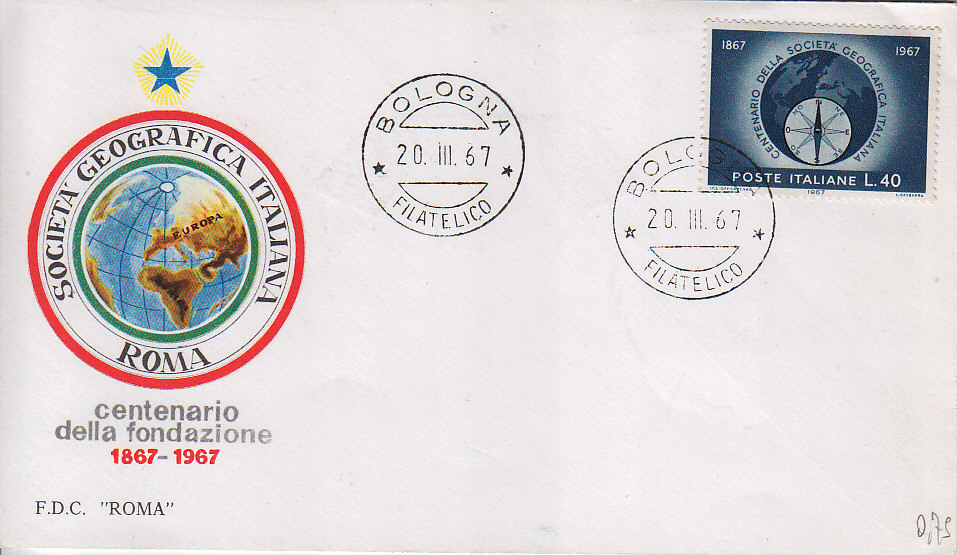 SOCIETÀ GEOGRAFICA ITALIANA
ROMA
EUROPA
centenario
della fondazione
1867-1967
F.D.C. "ROMA"
BOLOGNA
20. III. 67
FILATELICO
BOLOGNA
20. III. 67
FILATELICO
1867 1967
CENTENARIO DELLA SOCIETÀ GEOGRAFICA ITALIANA
N
E
S
O
POSTE ITALIANE L.40
1967
0,75